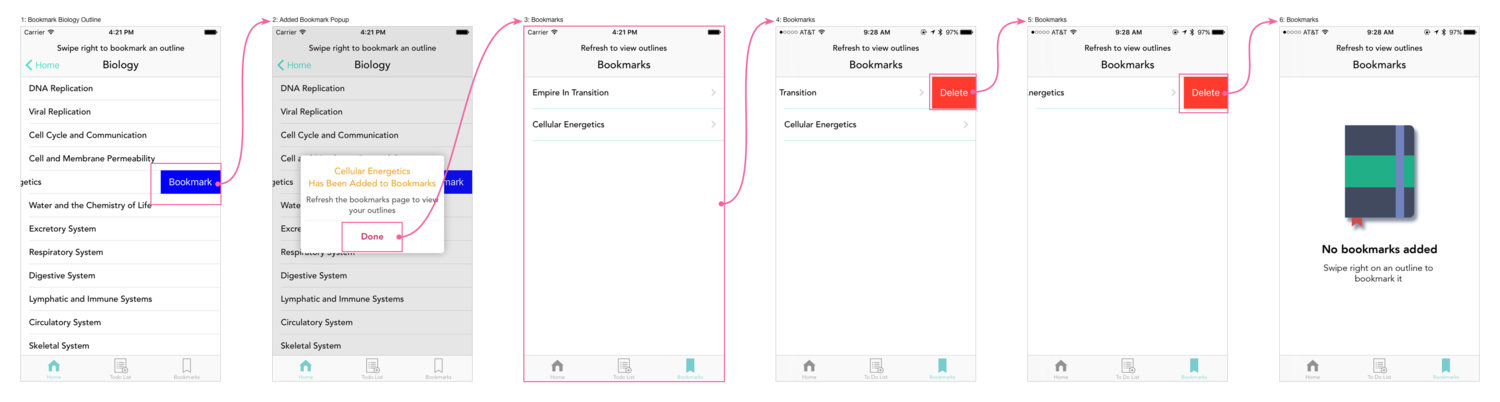 1: Bookmark Biology Outline
Carrier 4:21 PM
Swipe right to bookmark an outline
Home Biology
DNA Replication
Viral Replication
Cell Cycle and Communication
Cell and Membrane Permeability
getics Bookmark
Water and the Chemistry of Life
Excretory System
Respiratory System
Digestive System
Lymphatic and Immune Systems
Circulatory System
Skeletal System
Home Todo List Bookmarks
2: Added Bookmark Popup
Carrier 4:21 PM
Swipe right to bookmark an outline
Home Biology
DNA Replication
Viral Replication
Cell Cycle and Communication
Cell a
Cellular Energetics
Has Been Added to Bookmarks
getics mark
Refresh the bookmarks page to view
your outlines
Wate
Excre
Done
Respiratory System
Digestive System
Lymphatic and Immune Systems
Circulatory System
Skeletal System
Home Todo List Bookmarks
3: Bookmarks
Carrier 4:21 PM
Refresh to view outlines
Bookmarks
Empire In Transition
Cellular Energetics
Home Todo List Bookmarks
4: Bookmarks
AT&T 9:28 AM 97%
Refresh to view outlines
Bookmarks
Transition Delete
Cellular Energetics
Home To Do List Bookmarks
5: Bookmarks
AT&T 9:28 AM 97%
Refresh to view outlines
Bookmarks
nergetics Delete
Home To Do List Bookmarks
6: Bookmarks
AT&T 9:28 AM 97%
Refresh to view outlines
Bookmarks
No bookmarks added
Swipe right on an outline to
bookmark it
Home To Do List Bookmarks